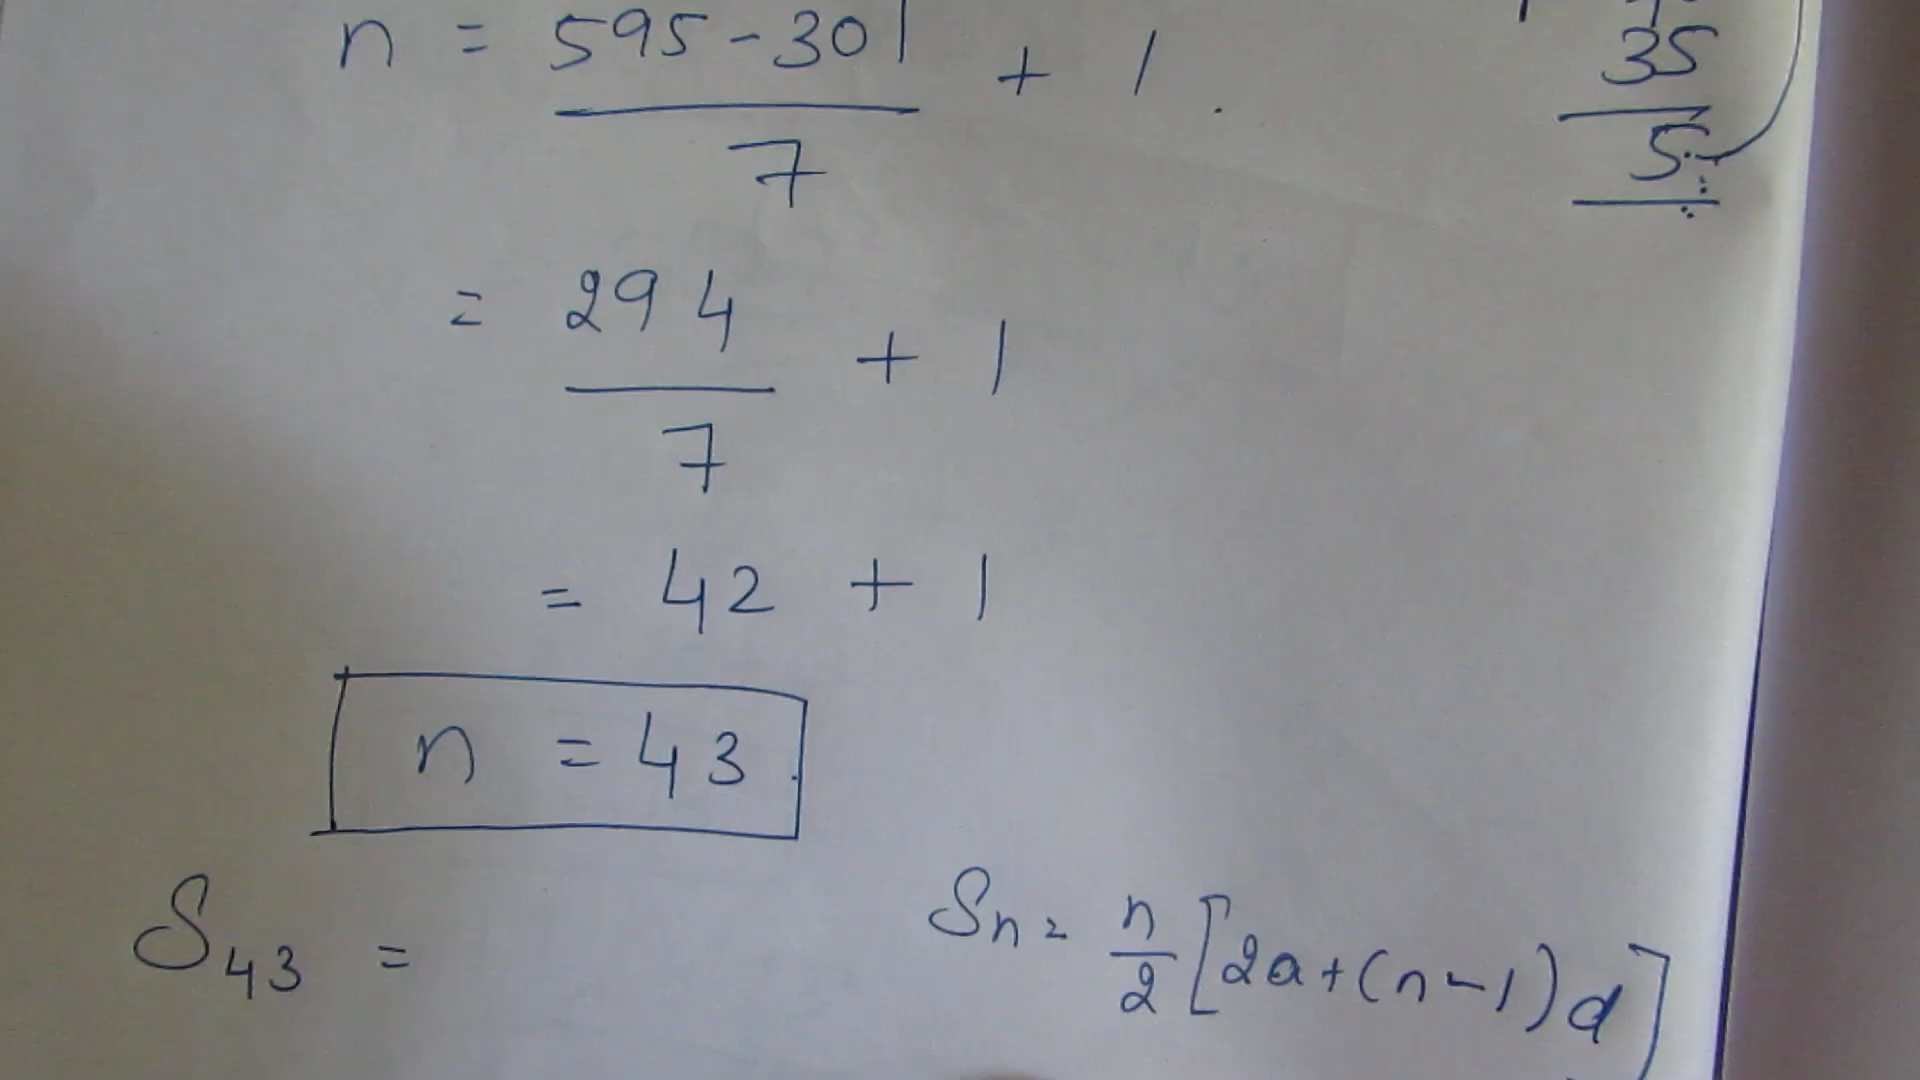 n = 595 - 301 / 7 + 1
35
5
= 294 / 7 + 1
= 42 + 1
n = 43
S₄₃ =
Sn = n/2 [2a + (n - 1) d]